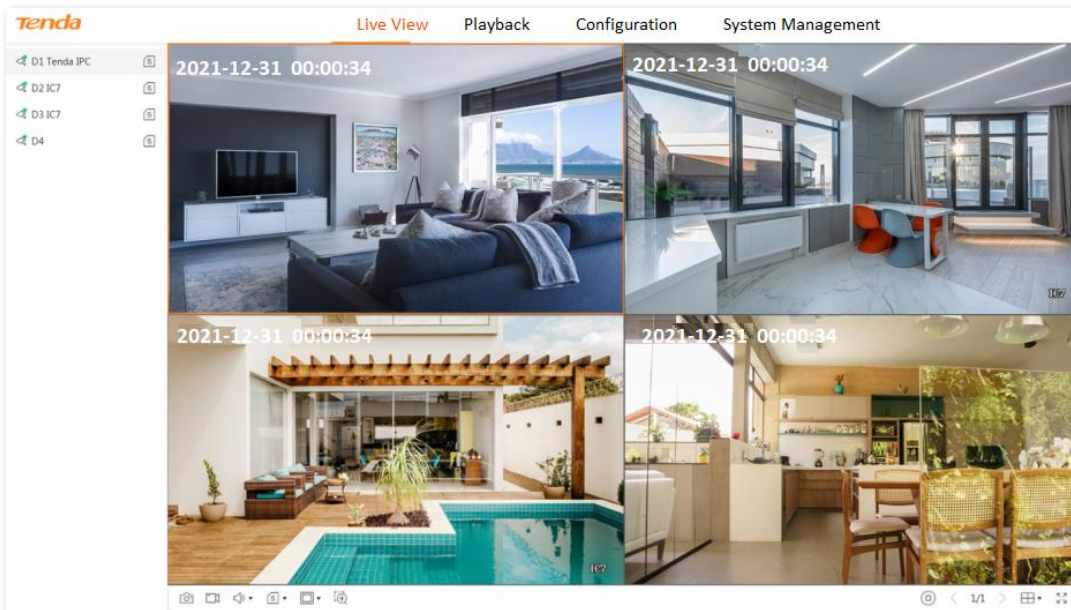 Tenda
Live View Playback Configuration System Management
D1 Tenda IPC
D2 IC7
D3 IC7
D4
2021-12-31 00:00:34
2021-12-31 00:00:34
IC7
2021-12-31 00:00:34
2021-12-31 00:00:34
IC7
1/1